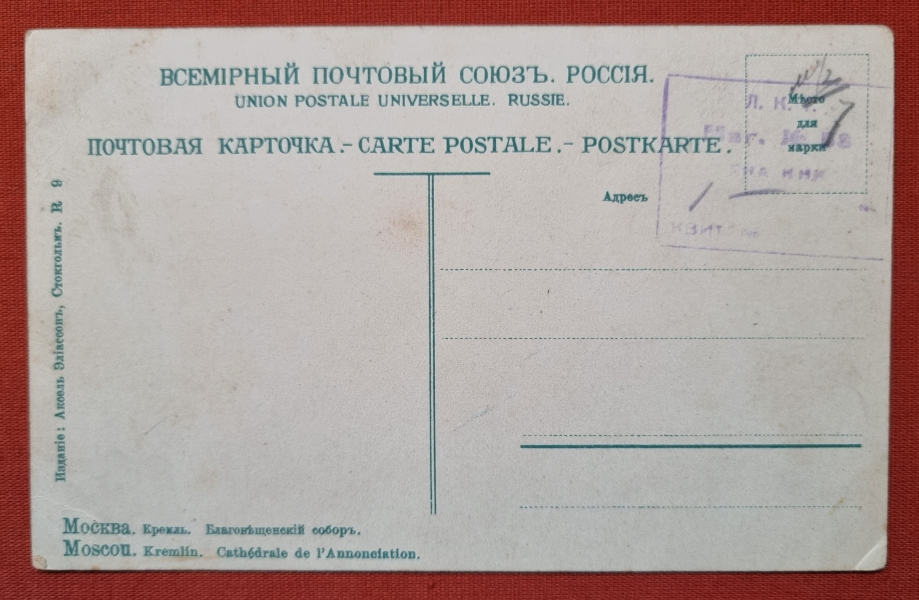 ВСЕМІРНЫЙ ПОЧТОВЫЙ СОЮЗЪ. РОССІЯ.
UNION POSTALE UNIVERSELLE. RUSSIE.
ПОЧТОВАЯ КАРТОЧКА.-CARTE POSTALE.- POSTKARTE.
Мѣсто
для
марки
Адресъ
Изданіе: Аксель Эліассонъ, Стокгольмъ. R 9
Москва. Кремль. Благовѣщенскій соборъ.
Moscou. Kremlin. Cathédrale de l'Annonciation.